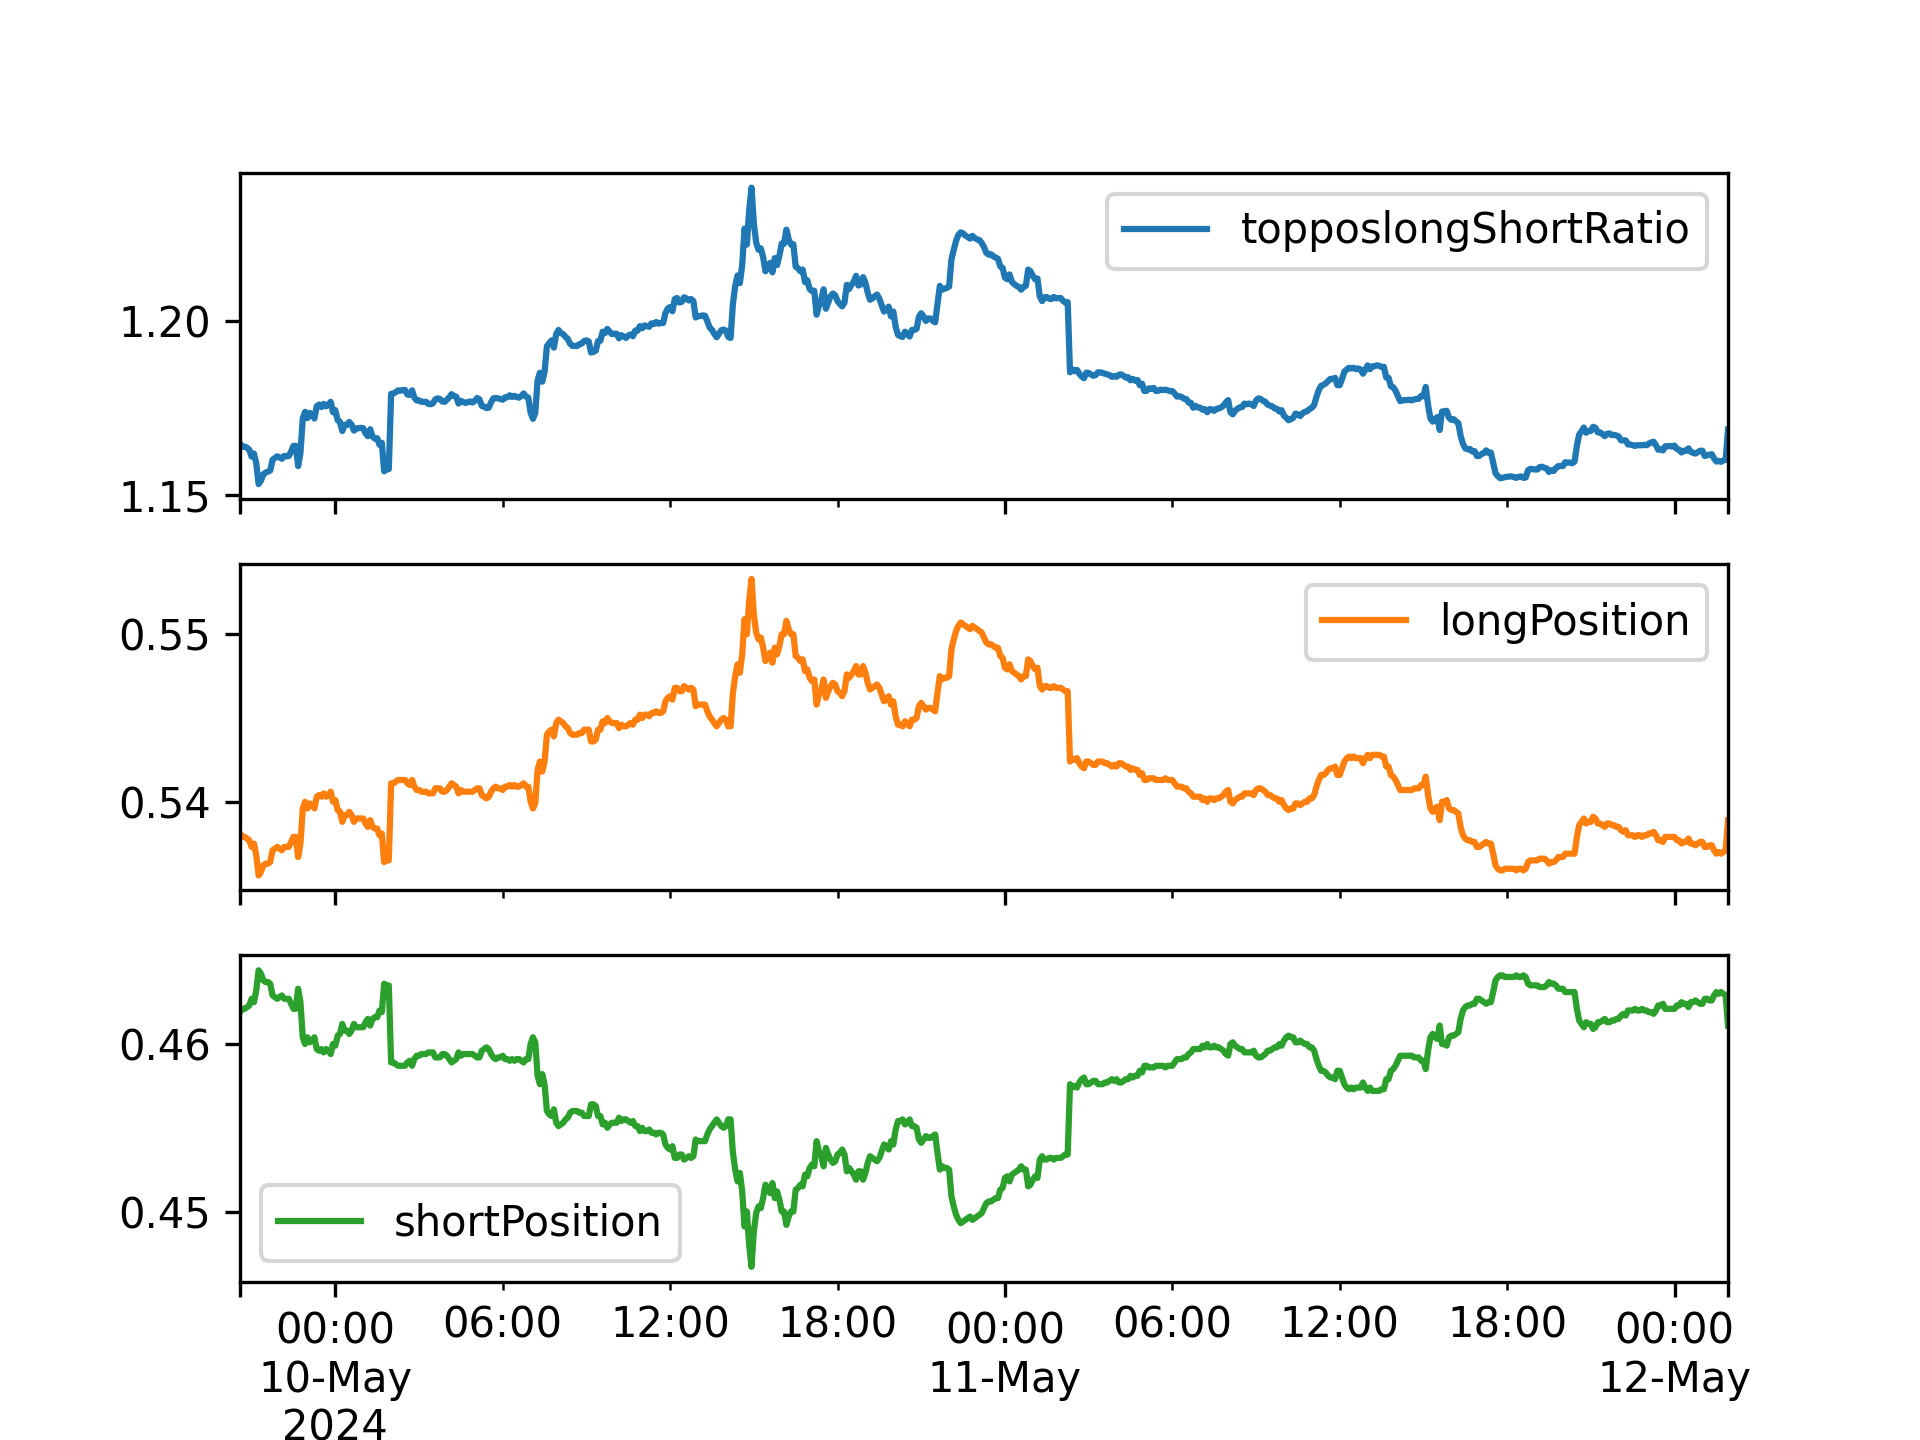 topposlongShortRatio
1.20
1.15
longPosition
0.55
0.54
0.46
0.45
shortPosition
00:00 06:00 12:00 18:00 00:00 06:00 12:00 18:00 00:00
10-May 11-May 12-May
2024